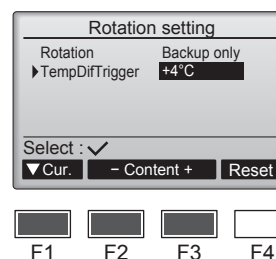 Rotation setting
Rotation Backup only
▶TempDifTrigger +4°C
Select : ✓
▼Cur. − Content + Reset
F1 F2 F3 F4